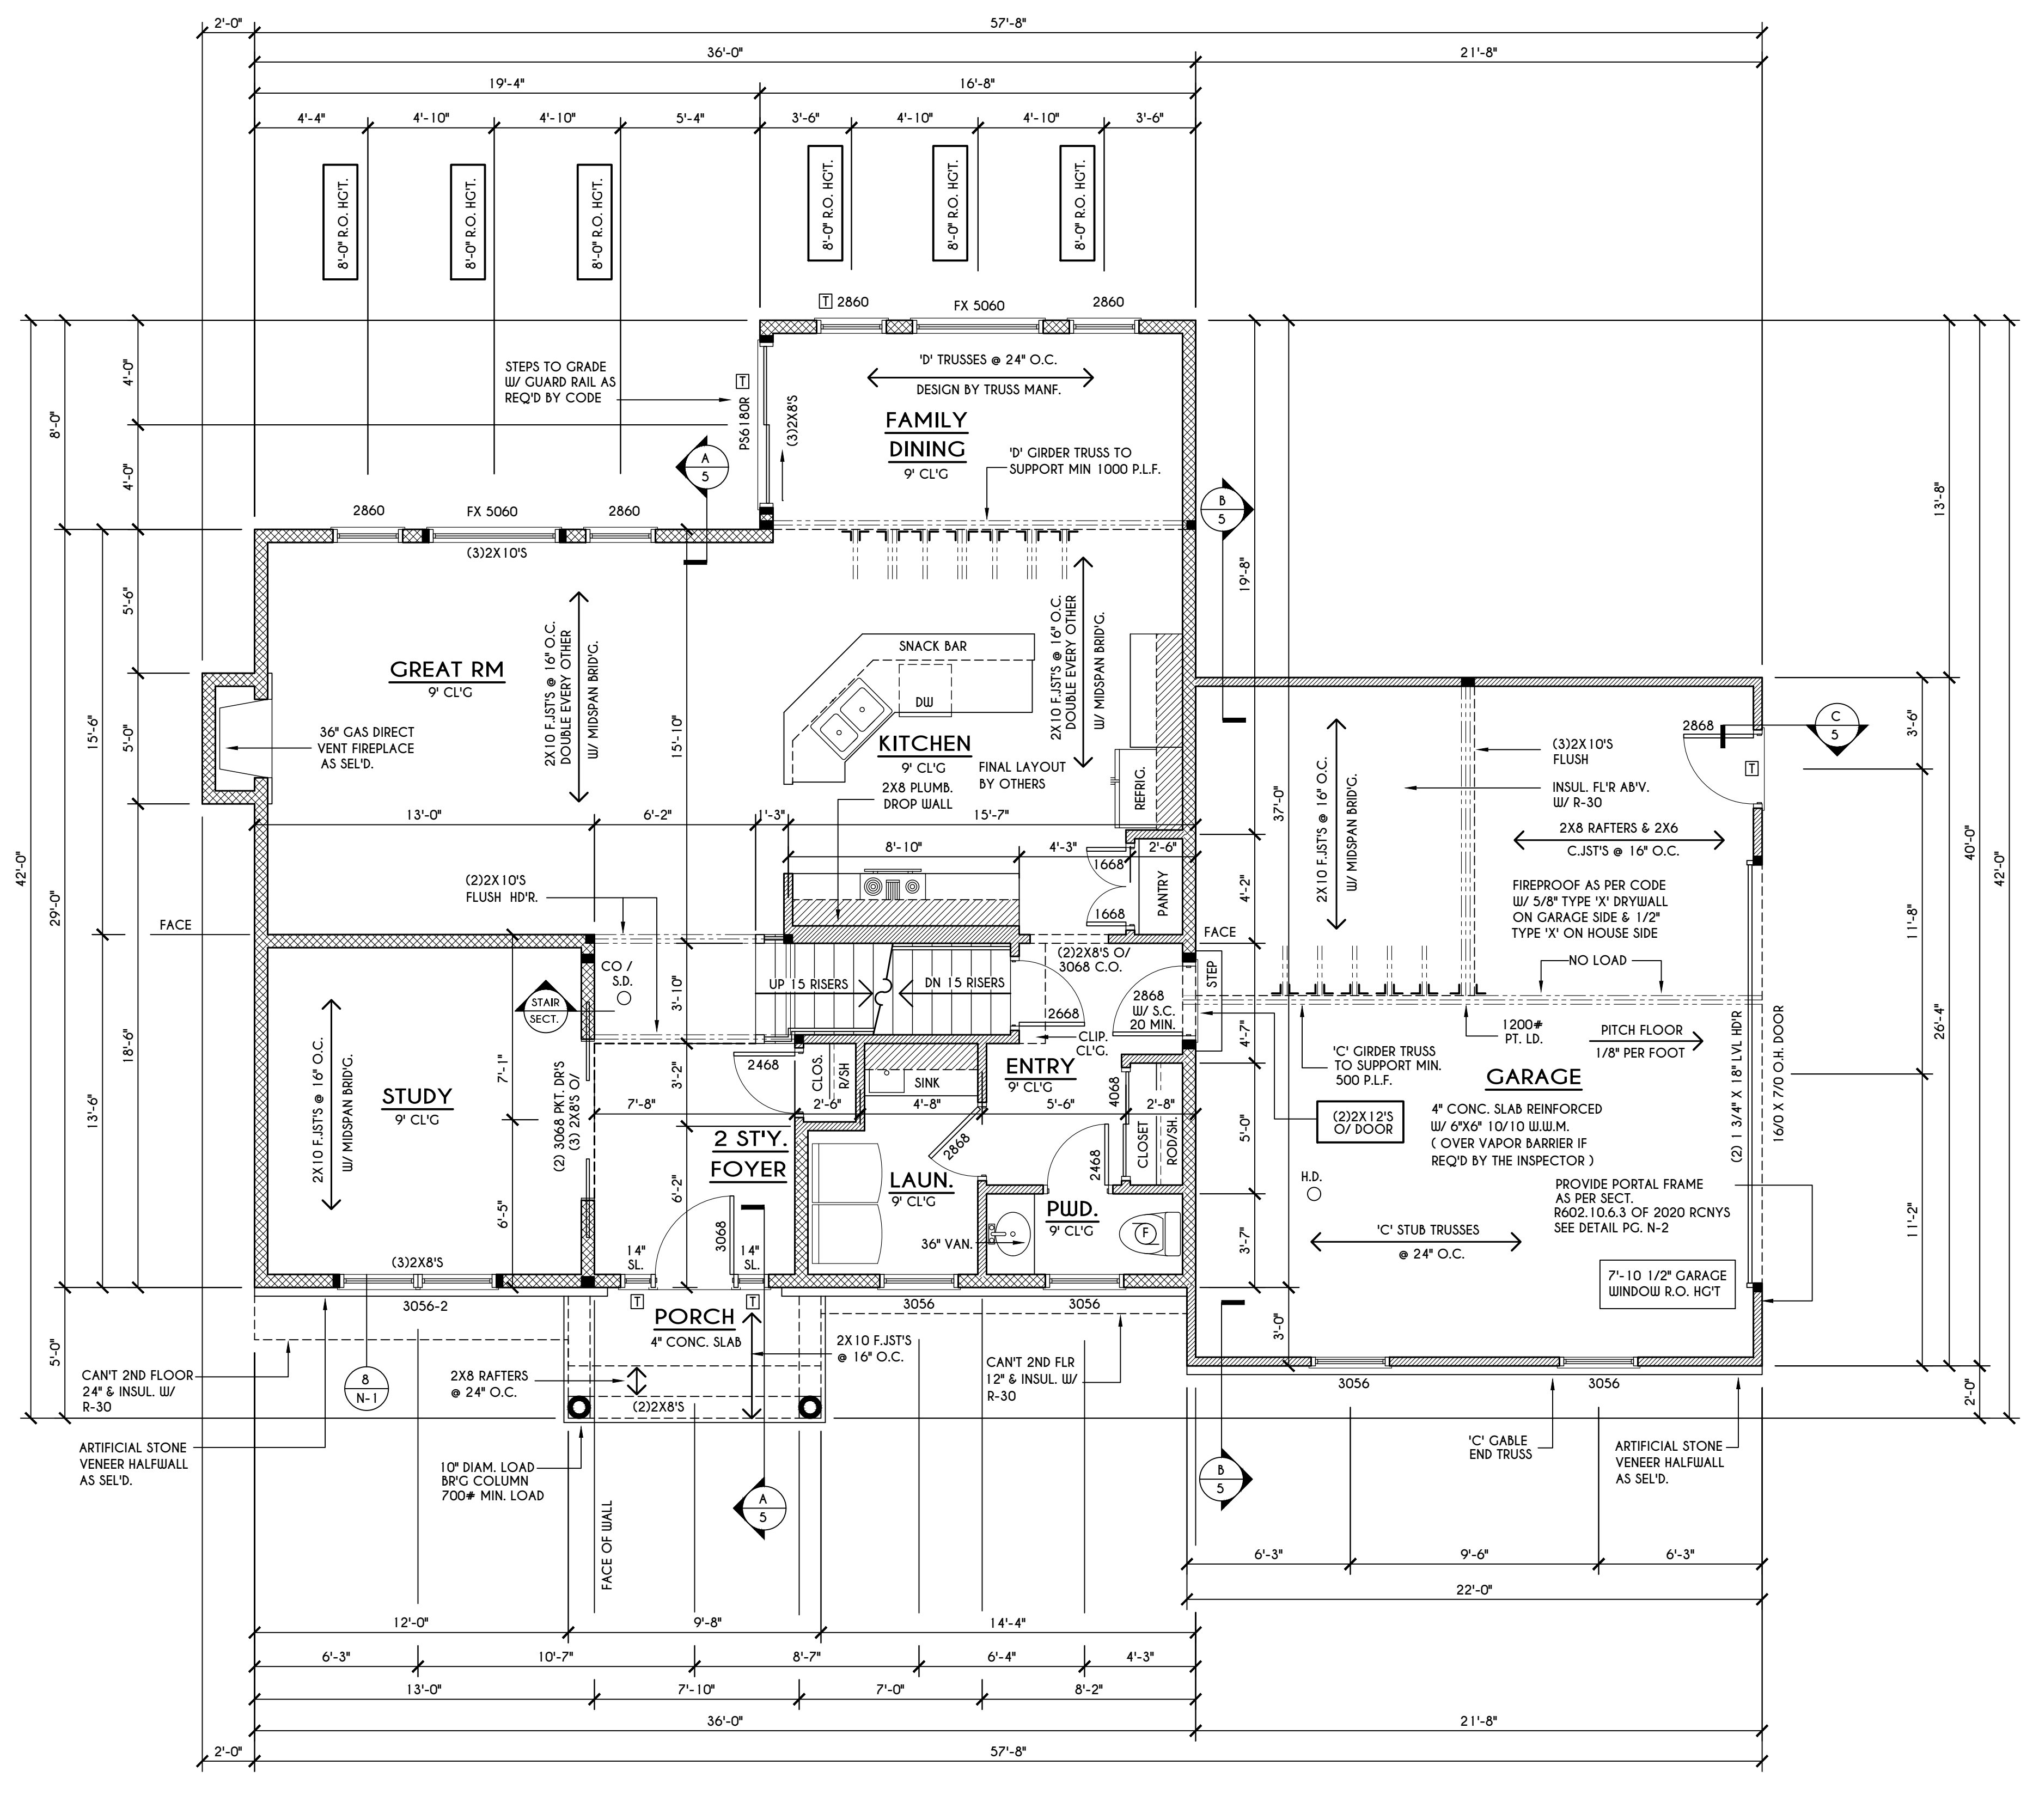 2'-0" 57'-8"
36'-0" 21'-8"
19'-4" 16'-8"
4'-4" 4'-10" 4'-10" 5'-4" 3'-6" 4'-10" 4'-10" 3'-6"
8'-0" R.O. HG'T.
8'-0" R.O. HG'T.
8'-0" R.O. HG'T.
8'-0" R.O. HG'T.
8'-0" R.O. HG'T.
8'-0" R.O. HG'T.
T 2860 FX 5060 2860
STEPS TO GRADE
W/ GUARD RAIL AS
REQ'D BY CODE
T
PS6180R
(3)2X8'S
'D' TRUSSES @ 24" O.C.
DESIGN BY TRUSS MANF.
FAMILY
DINING
9' CL'G
'D' GIRDER TRUSS TO
SUPPORT MIN 1000 P.L.F.
A
5
B
5
2860 FX 5060 2860
(3)2X10'S
4'-0"
4'-0"
8'-0"
5'-6"
5'-0"
15'-6"
18'-6"
13'-6"
29'-0"
42'-0"
5'-0"
GREAT RM
9' CL'G
36" GAS DIRECT
VENT FIREPLACE
AS SEL'D.
2X10 F.JST'S @ 16" O.C.
DOUBLE EVERY OTHER
W/ MIDSPAN BRID'G.
15'-10"
SNACK BAR
DW
KITCHEN
9' CL'G
FINAL LAYOUT
BY OTHERS
2X8 PLUMB.
DROP WALL
2X10 F.JST'S @ 16" O.C.
DOUBLE EVERY OTHER
W/ MIDSPAN BRID'G.
REFRIG.
13'-0" 6'-2" 1'-3" 15'-7"
8'-10" 4'-3" 2'-6"
1668
1668
PANTRY
(2)2X10'S
FLUSH HD'R.
FACE
FACE
19'-8"
37'-0"
4'-2"
4'-7"
5'-0"
3'-7"
3'-0"
CO /
S.D.
STAIR
SECT.
UP 15 RISERS
DN 15 RISERS
3'-10"
(2)2X8'S O/
3068 C.O.
2668
2868
W/ S.C.
20 MIN.
STEP
CLIP.
CL'G.
STUDY
9' CL'G
2X10 F.JST'S @ 16" O.C.
W/ MIDSPAN BRID'G.
7'-1"
6'-5"
(2) 3068 PKT. DR'S
(3) 2X8'S O/
3'-2"
6'-2"
2468
CLOS.
R/SH
SINK
ENTRY
9' CL'G
4068
7'-8" 2'-6" 4'-8" 5'-6" 2'-8"
2 ST'Y.
FOYER
2868
LAUN.
9' CL'G
2468
CLOSET
ROD/SH.
PWD.
9' CL'G
36" VAN.
F
3068
14"
SL.
14"
SL.
(3)2X8'S
3056-2
T
T
3056
3056
PORCH
4" CONC. SLAB
2X10 F.JST'S
@ 16" O.C.
2X8 RAFTERS
@ 24" O.C.
(2)2X8'S
CAN'T 2ND FLR
12" & INSUL. W/
R-30
CAN'T 2ND FLOOR
24" & INSUL. W/
R-30
8
N-1
ARTIFICIAL STONE
VENEER HALFWALL
AS SEL'D.
10" DIAM. LOAD
BR'G COLUMN
700# MIN. LOAD
FACE OF WALL
A
5
B
5
2868
C
5
T
(3)2X10'S
FLUSH
INSUL. FL'R AB'V.
W/ R-30
2X8 RAFTERS & 2X6
C.JST'S @ 16" O.C.
2X10 F.JST'S @ 16" O.C.
W/ MIDSPAN BRID'G.
FIREPROOF AS PER CODE
W/ 5/8" TYPE 'X' DRYWALL
ON GARAGE SIDE & 1/2"
TYPE 'X' ON HOUSE SIDE
NO LOAD
1200#
PT. LD.
PITCH FLOOR
1/8" PER FOOT
'C' GIRDER TRUSS
TO SUPPORT MIN.
500 P.L.F.
GARAGE
(2)2X12'S
O/ DOOR
4" CONC. SLAB REINFORCED
W/ 6"X6" 10/10 W.W.M.
( OVER VAPOR BARRIER IF
REQ'D BY THE INSPECTOR )
H.D.
(2) 1 3/4" X 18" LVL HD'R
16/0 X 7/0 O.H. DOOR
PROVIDE PORTAL FRAME
AS PER SECT.
R602.10.6.3 OF 2020 RCNYS
SEE DETAIL PG. N-2
'C' STUB TRUSSES
@ 24" O.C.
7'-10 1/2" GARAGE
WINDOW R.O. HG'T
3056
3056
'C' GABLE
END TRUSS
ARTIFICIAL STONE
VENEER HALFWALL
AS SEL'D.
13'-8"
3'-6"
11'-8"
26'-4"
11'-2"
40'-0"
42'-0"
2'-0"
6'-3" 9'-6" 6'-3"
22'-0"
12'-0" 9'-8" 14'-4"
6'-3" 10'-7" 8'-7" 6'-4" 4'-3"
13'-0" 7'-10" 7'-0" 8'-2"
36'-0" 21'-8"
2'-0" 57'-8"